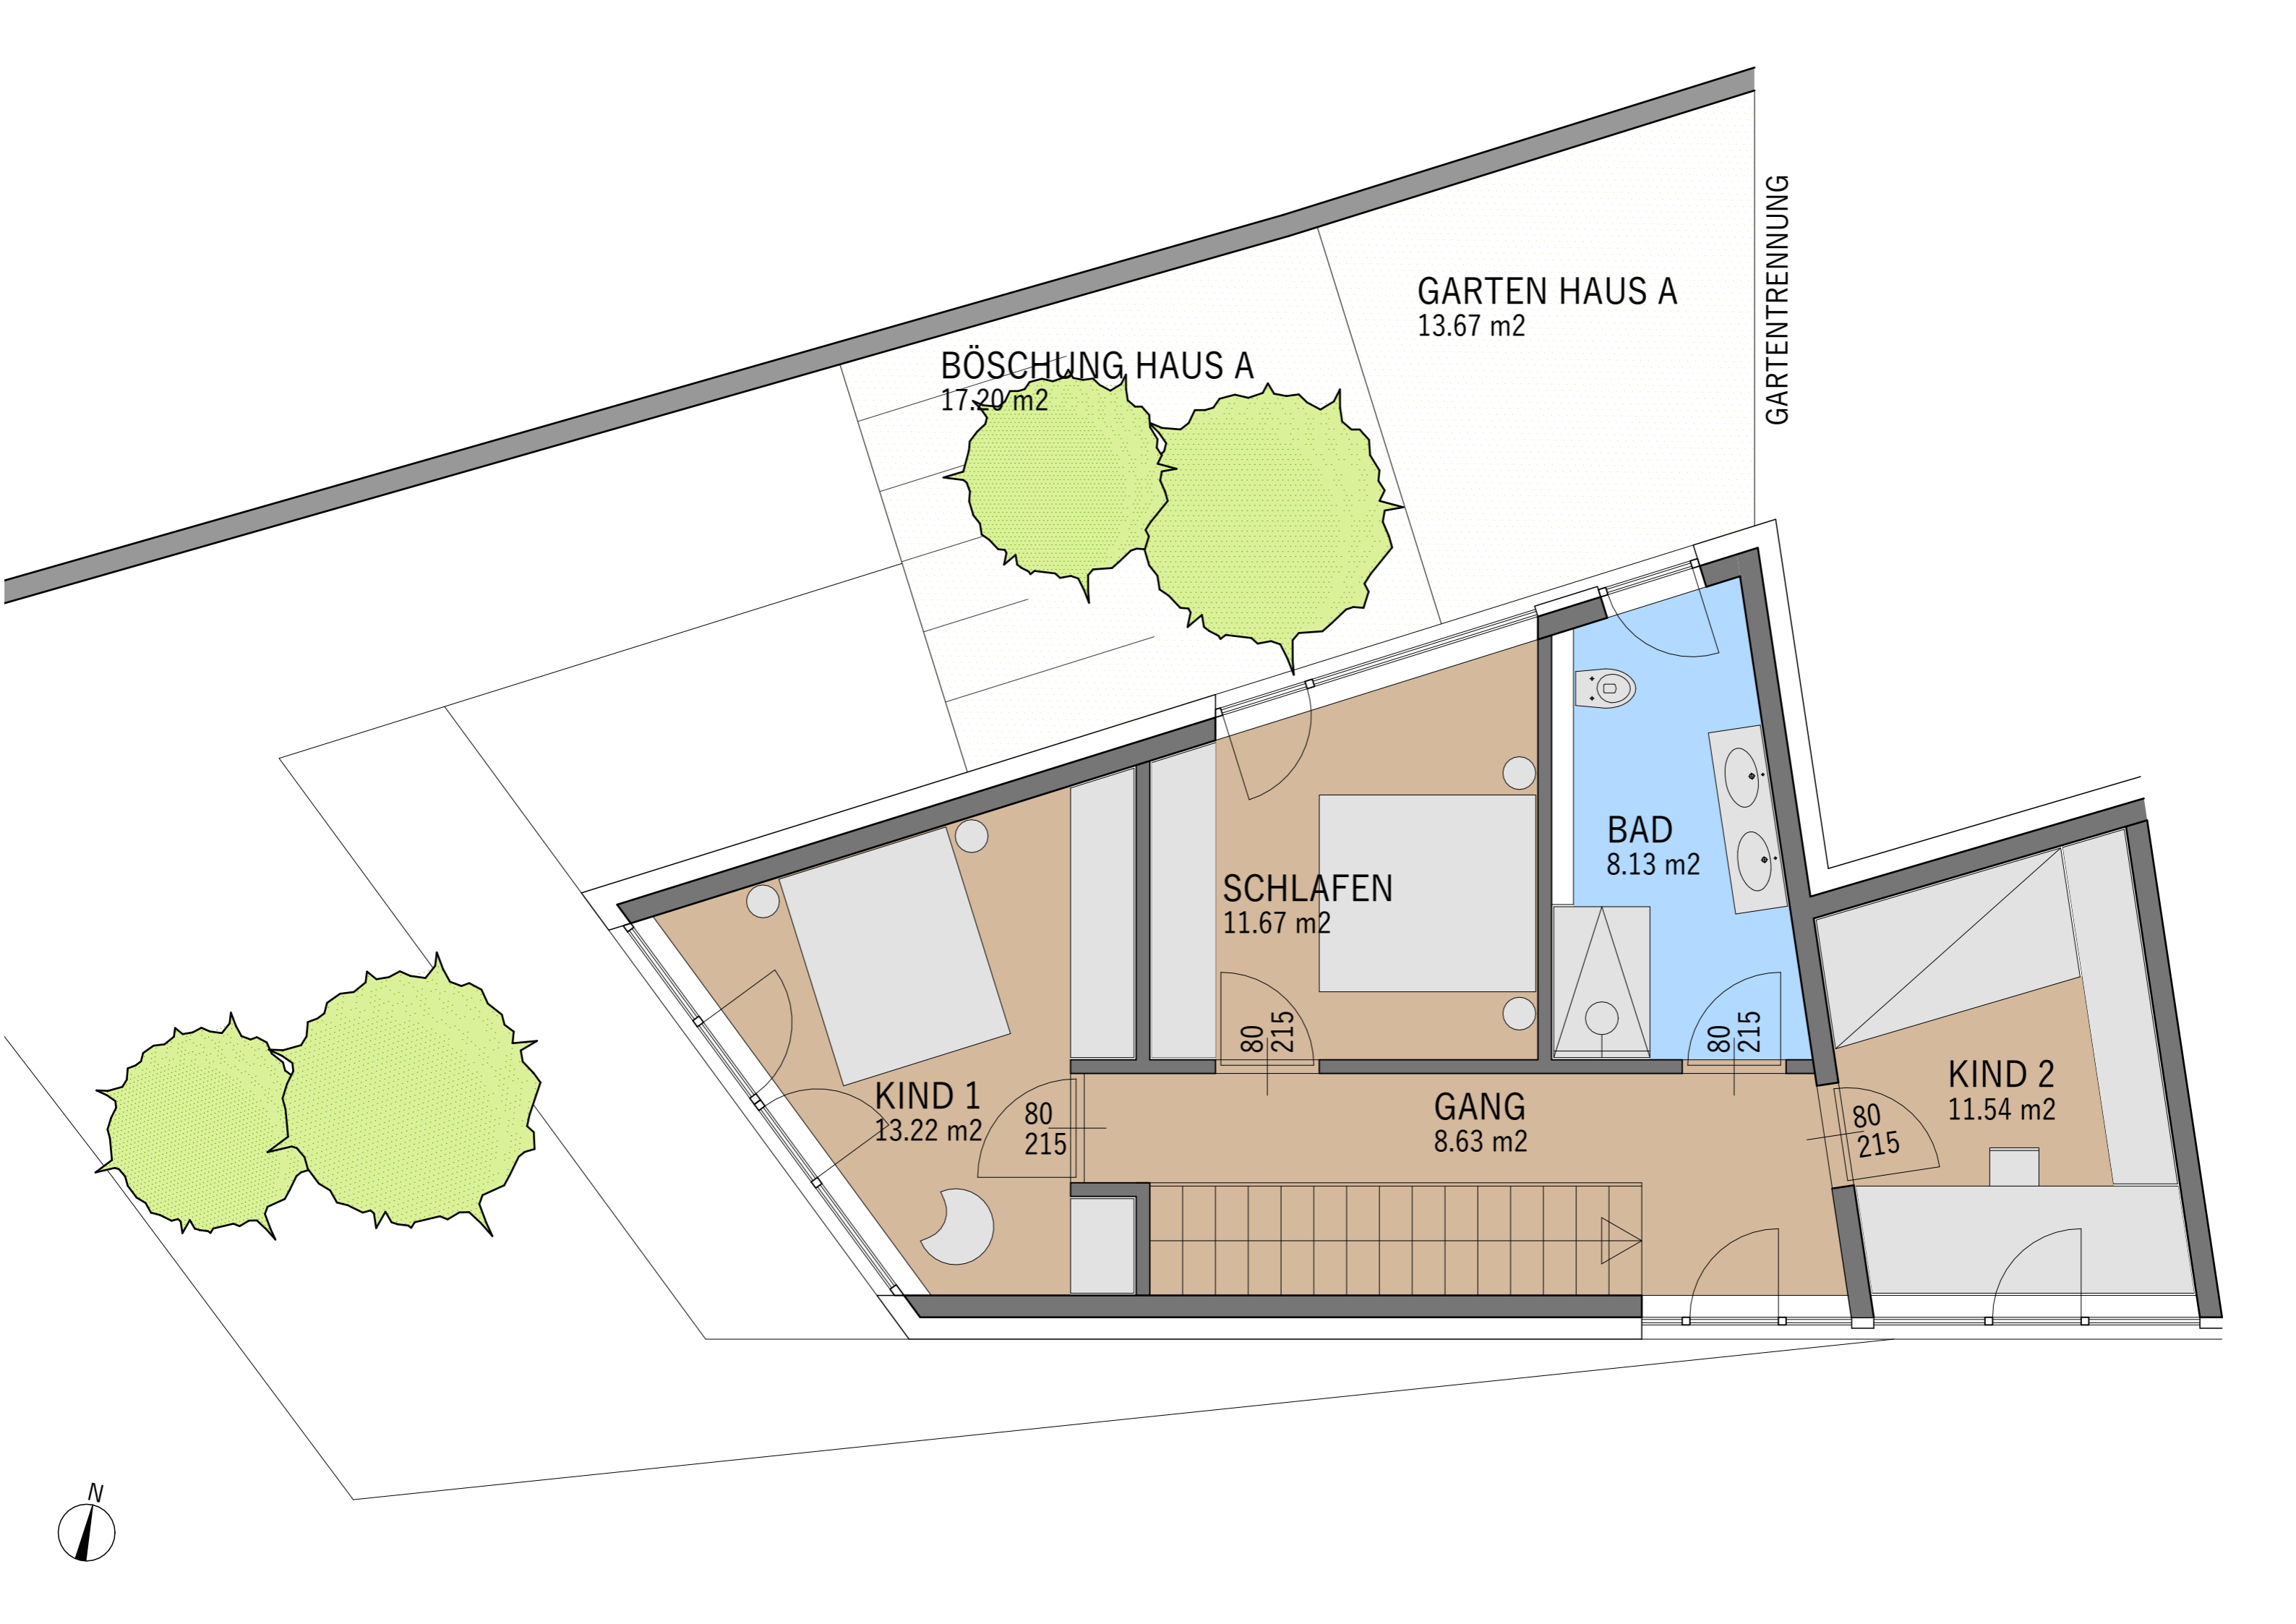 GARTENTRENNUNG
GARTEN HAUS A
13.67 m2
BÖSCHUNG HAUS A
17.20 m2
BAD
8.13 m2
SCHLAFEN
11.67 m2
80
215
80
215
KIND 1
13.22 m2
80
215
GANG
8.63 m2
KIND 2
11.54 m2
80
215
N